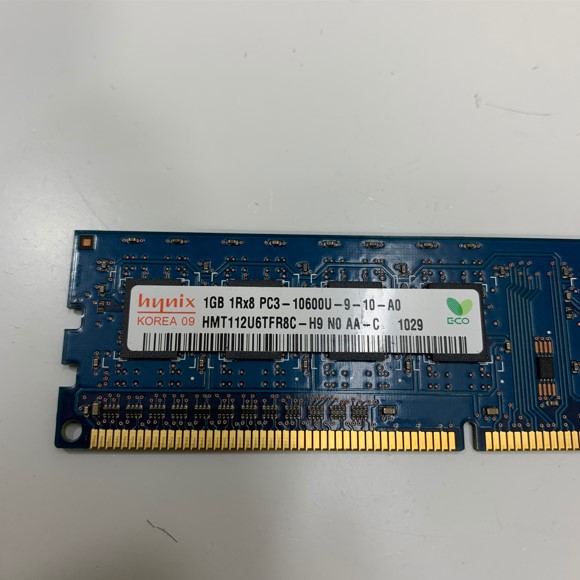 hynix
KOREA 09
1GB 1Rx8 PC3-10600U-9-10-A0
HMT112U6TFR8C-H9 N0 AA-C 1029
ECO